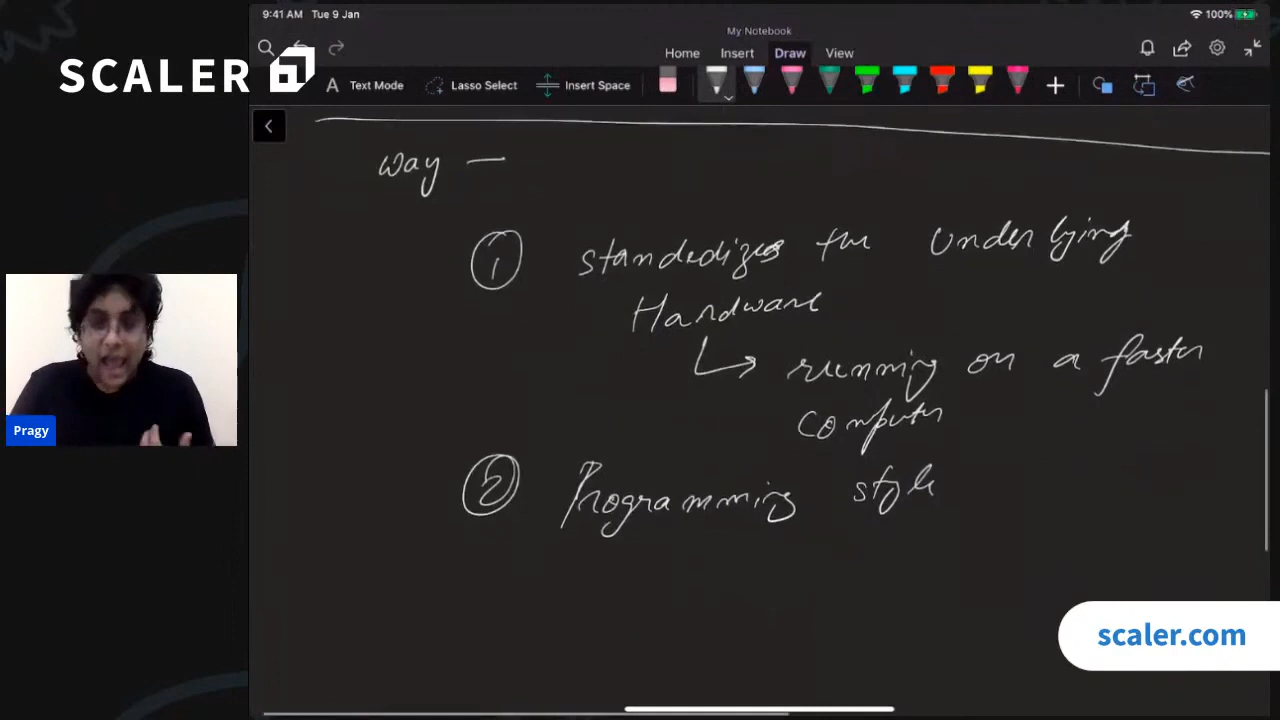 9:41 AM Tue 9 Jan
100%
My Notebook
Home Insert Draw View
SCALER
Text Mode Lasso Select Insert Space
way —
① standedizes the underlying
Hardware
↳ running on a faster
computer
② Programming style
Pragy
scaler.com